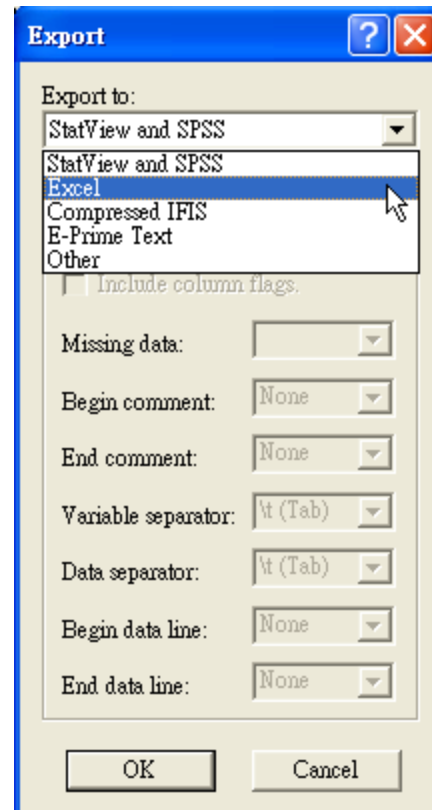 Export
Export to:
StatView and SPSS
StatView and SPSS
Excel
Compressed IFIS
E-Prime Text
Other
Include column flags.
Missing data:
Begin comment: None
End comment: None
Variable separator: \t (Tab)
Data separator: \t (Tab)
Begin data line: None
End data line: None
OK Cancel